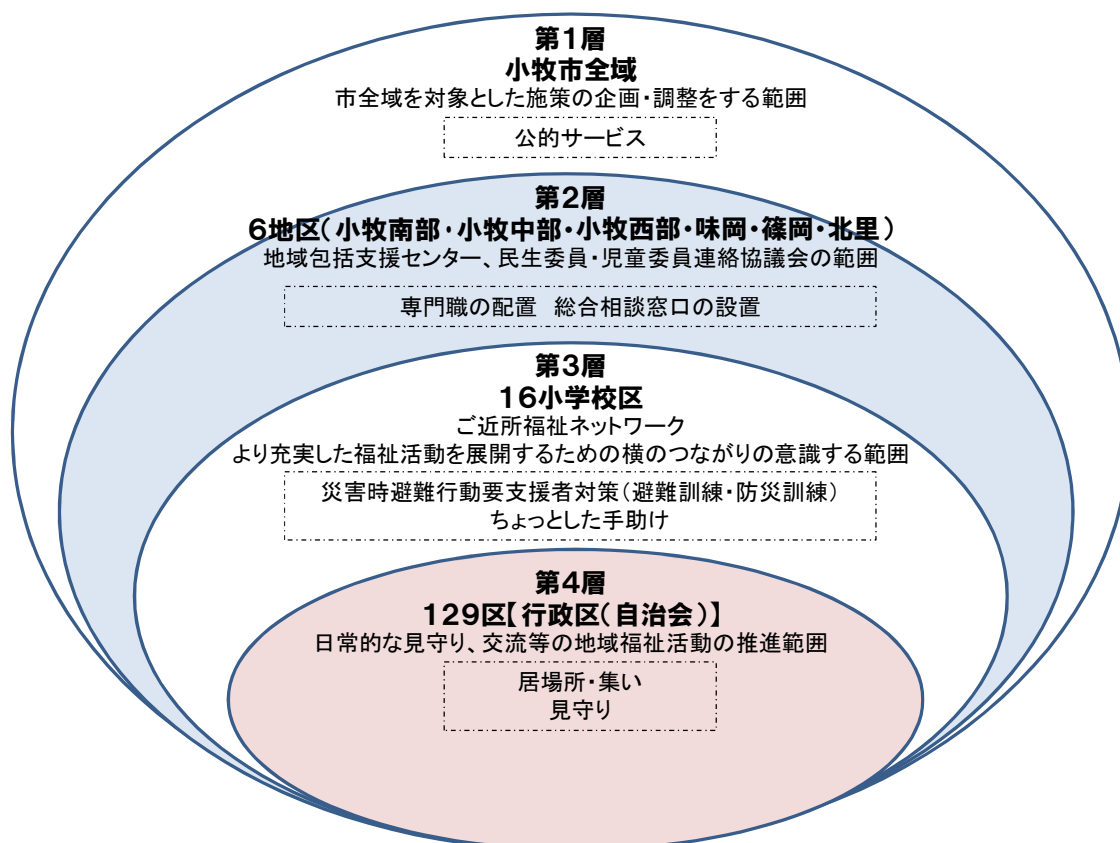 第1層
小牧市全域
市全域を対象とした施策の企画・調整をする範囲
公的サービス
第2層
6地区(小牧南部・小牧中部・小牧西部・味岡・篠岡・北里)
地域包括支援センター、民生委員・児童委員連絡協議会の範囲
専門職の配置　総合相談窓口の設置
第3層
16小学校区
ご近所福祉ネットワーク
より充実した福祉活動を展開するための横のつながりの意識する範囲
災害時避難行動要支援者対策(避難訓練・防災訓練)
ちょっとした手助け
第4層
129区【行政区(自治会)】
日常的な見守り、交流等の地域福祉活動の推進範囲
居場所・集い
見守り